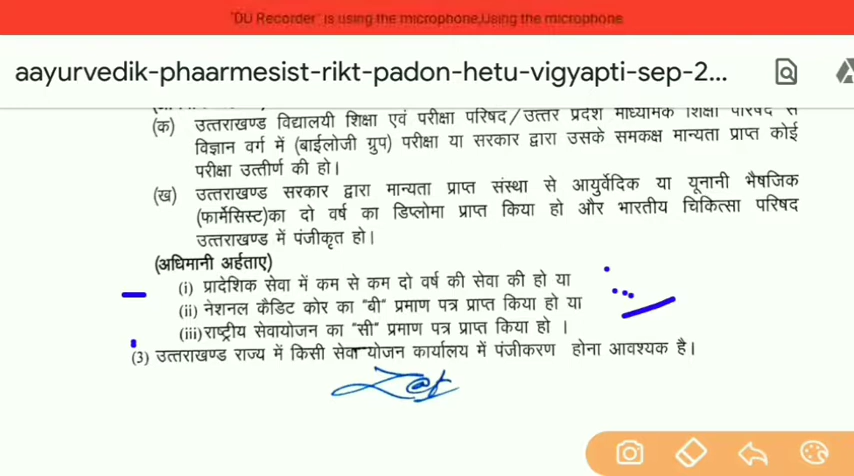 "DU Recorder" is using the microphone,Using the microphone
aayurvedik-phaarmesist-rikt-padon-hetu-vigyapti-sep-2...
(क) उत्तराखण्ड विद्यालयी शिक्षा एवं परीक्षा परिषद/उत्तर प्रदेश माध्यमिक शिक्षा परिषद से
विज्ञान वर्ग में (बाईलोजी ग्रुप) परीक्षा या सरकार द्वारा उसके समकक्ष मान्यता प्राप्त कोई
परीक्षा उत्तीर्ण की हो।
(ख) उत्तराखण्ड सरकार द्वारा मान्यता प्राप्त संस्था से आयुर्वेदिक या यूनानी भैषजिक
(फार्मेसिस्ट)का दो वर्ष का डिप्लोमा प्राप्त किया हो और भारतीय चिकित्सा परिषद
उत्तराखण्ड में पंजीकृत हो।
(अधिमानी अर्हताए)
(i) प्रादेशिक सेवा में कम से कम दो वर्ष की सेवा की हो या
(ii) नेशनल कैडिट कोर का "बी" प्रमाण पत्र प्राप्त किया हो या
(iii)राष्ट्रीय सेवायोजन का "सी" प्रमाण पत्र प्राप्त किया हो ।
(3) उत्तराखण्ड राज्य में किसी सेवायोजन कार्यालय में पंजीकरण होना आवश्यक है।